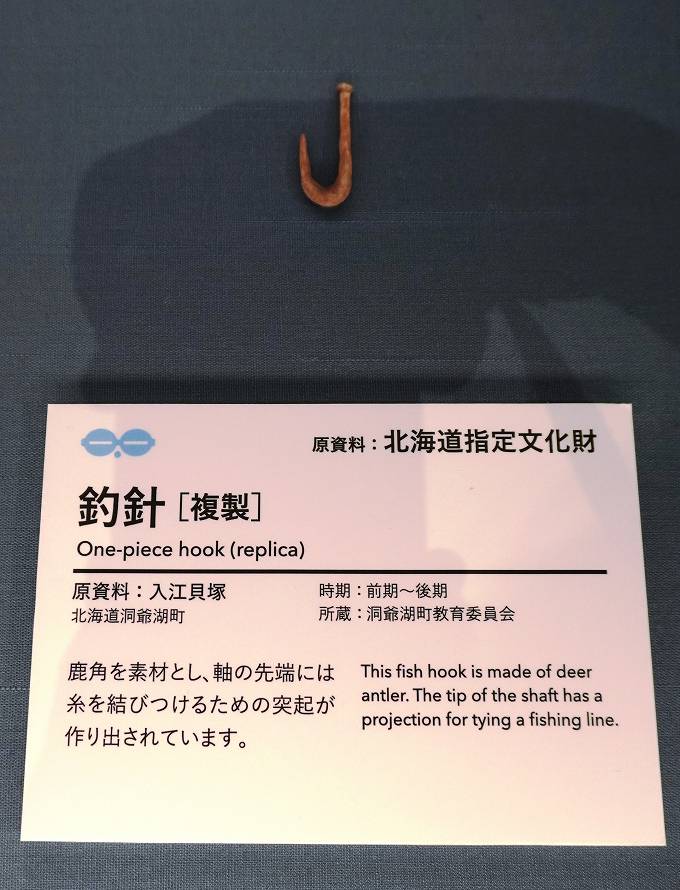 原資料：北海道指定文化財
釣針［複製］
One-piece hook (replica)
原資料：入江貝塚
北海道洞爺湖町
時期：前期～後期
所蔵：洞爺湖町教育委員会
鹿角を素材とし、軸の先端には
糸を結びつけるための突起が
作り出されています。
This fish hook is made of deer
antler. The tip of the shaft has a
projection for tying a fishing line.